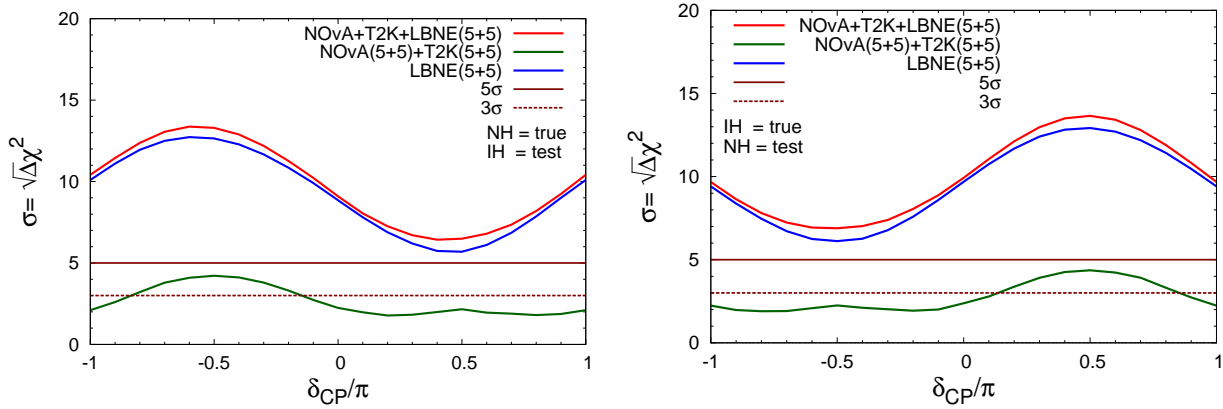 20
15
10
5
0
-1
-0.5
0
0.5
1
σ= √Δχ²
δCP/π
NOvA+T2K+LBNE(5+5)
NOvA(5+5)+T2K(5+5)
LBNE(5+5)
5σ
3σ
NH = true
IH = test
20
15
10
5
0
-1
-0.5
0
0.5
1
σ= √Δχ²
δCP/π
NOvA+T2K+LBNE(5+5)
NOvA(5+5)+T2K(5+5)
LBNE(5+5)
5σ
3σ
IH = true
NH = test